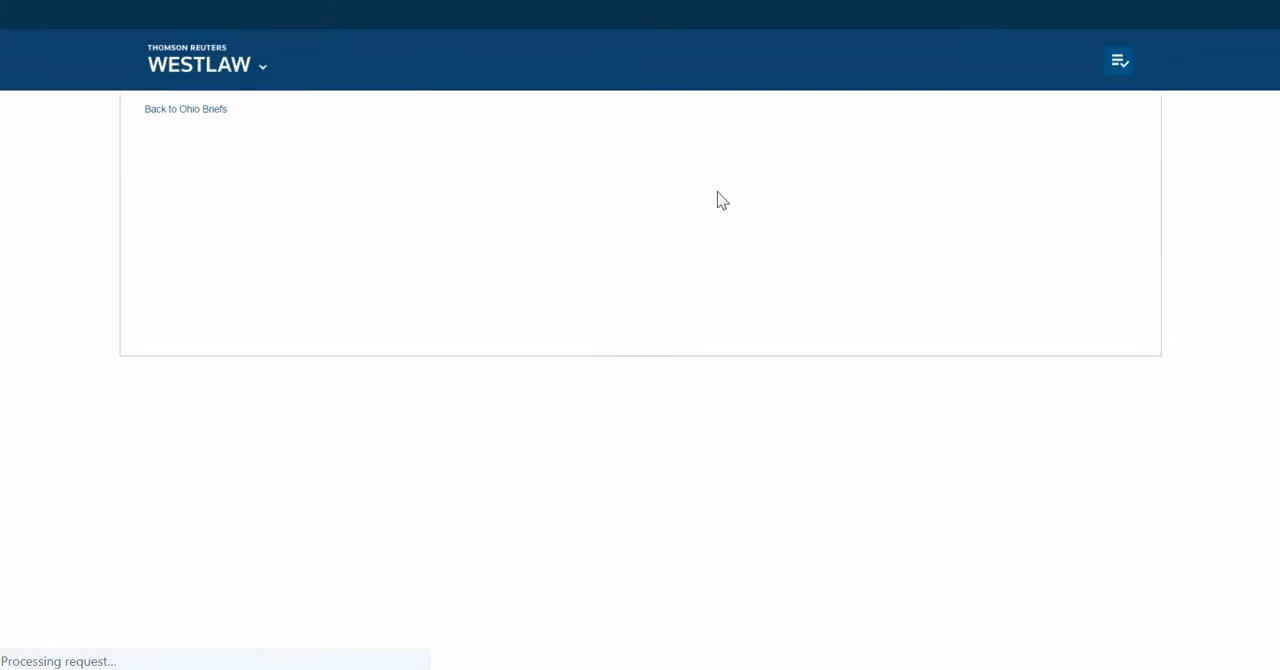 THOMSON REUTERS
WESTLAW
Back to Ohio Briefs
Processing request...